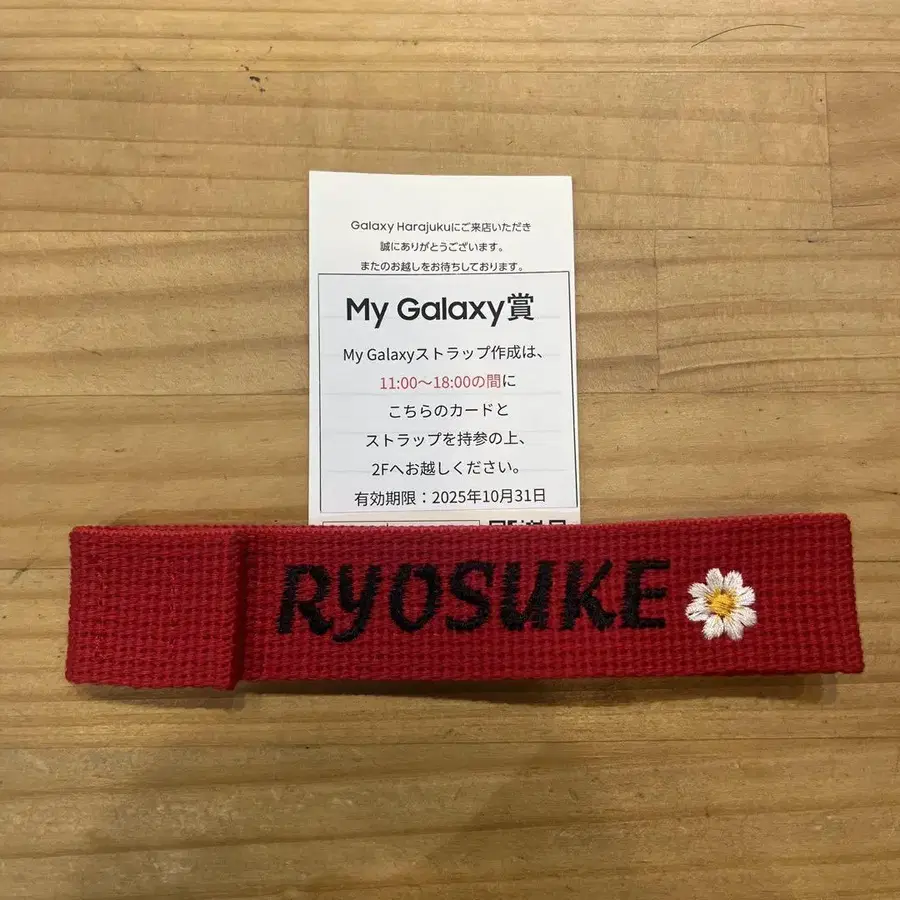 Galaxy Harajukuにご来店いただき
誠にありがとうございます。
またのお越しをお待ちしております。
My Galaxy賞
My Galaxyストラップ作成は、
11:00～18:00の間に
こちらのカードと
ストラップを持参の上、
2Fへお越しください。
有効期限：2025年10月31日
RYOSUKE